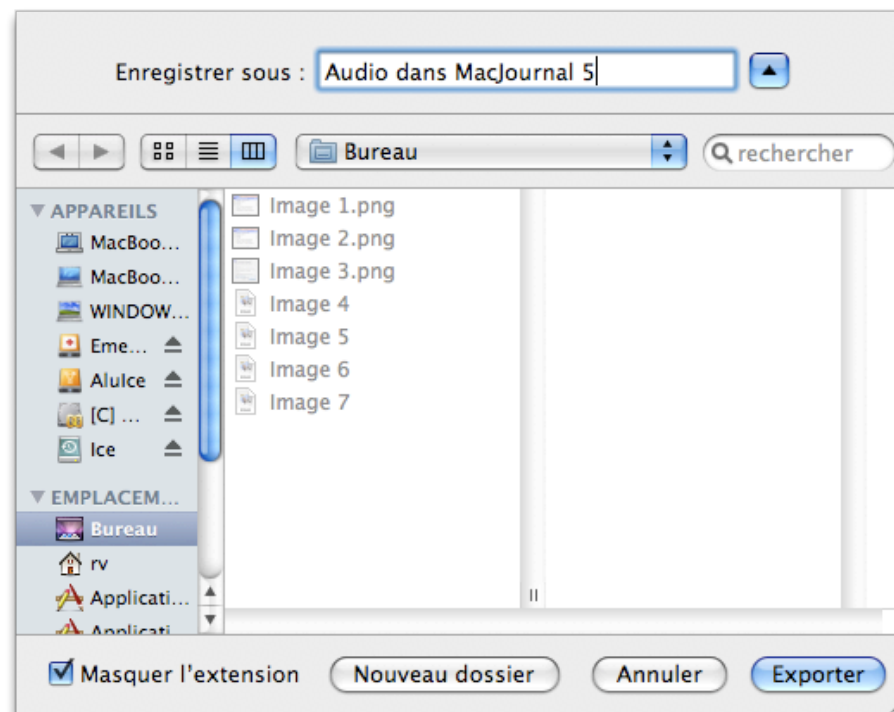 Enregistrer sous : Audio dans MacJournal 5
Bureau
rechercher
APPAREILS
MacBoo...
MacBoo...
WINDOW...
Eme...
AluIce
[C] ...
Ice
EMPLACEM...
Bureau
rv
Applicati...
Applicati
Image 1.png
Image 2.png
Image 3.png
Image 4
Image 5
Image 6
Image 7
Masquer l'extension
Nouveau dossier
Annuler
Exporter